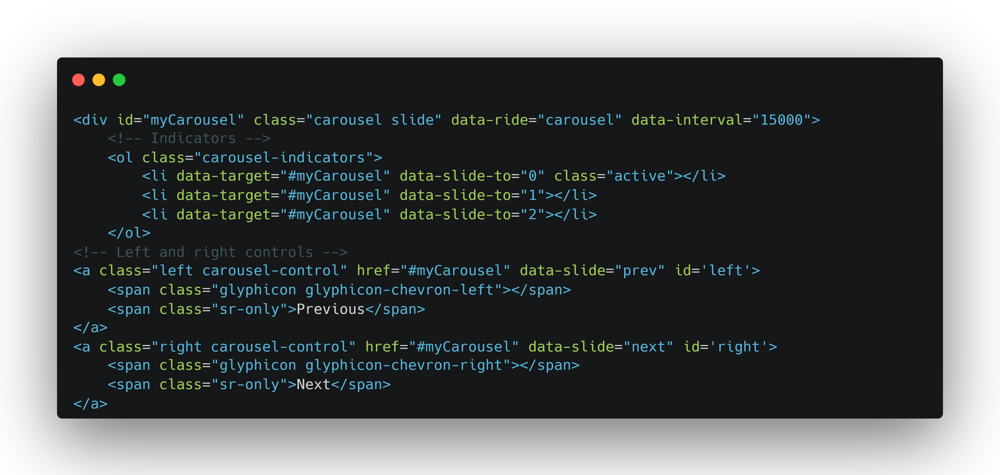 <div id="myCarousel" class="carousel slide" data-ride="carousel" data-interval="15000">
    <!-- Indicators -->
    <ol class="carousel-indicators">
        <li data-target="#myCarousel" data-slide-to="0" class="active"></li>
        <li data-target="#myCarousel" data-slide-to="1"></li>
        <li data-target="#myCarousel" data-slide-to="2"></li>
    </ol>
<!-- Left and right controls -->
<a class="left carousel-control" href="#myCarousel" data-slide="prev" id='left'>
    <span class="glyphicon glyphicon-chevron-left"></span>
    <span class="sr-only">Previous</span>
</a>
<a class="right carousel-control" href="#myCarousel" data-slide="next" id='right'>
    <span class="glyphicon glyphicon-chevron-right"></span>
    <span class="sr-only">Next</span>
</a>